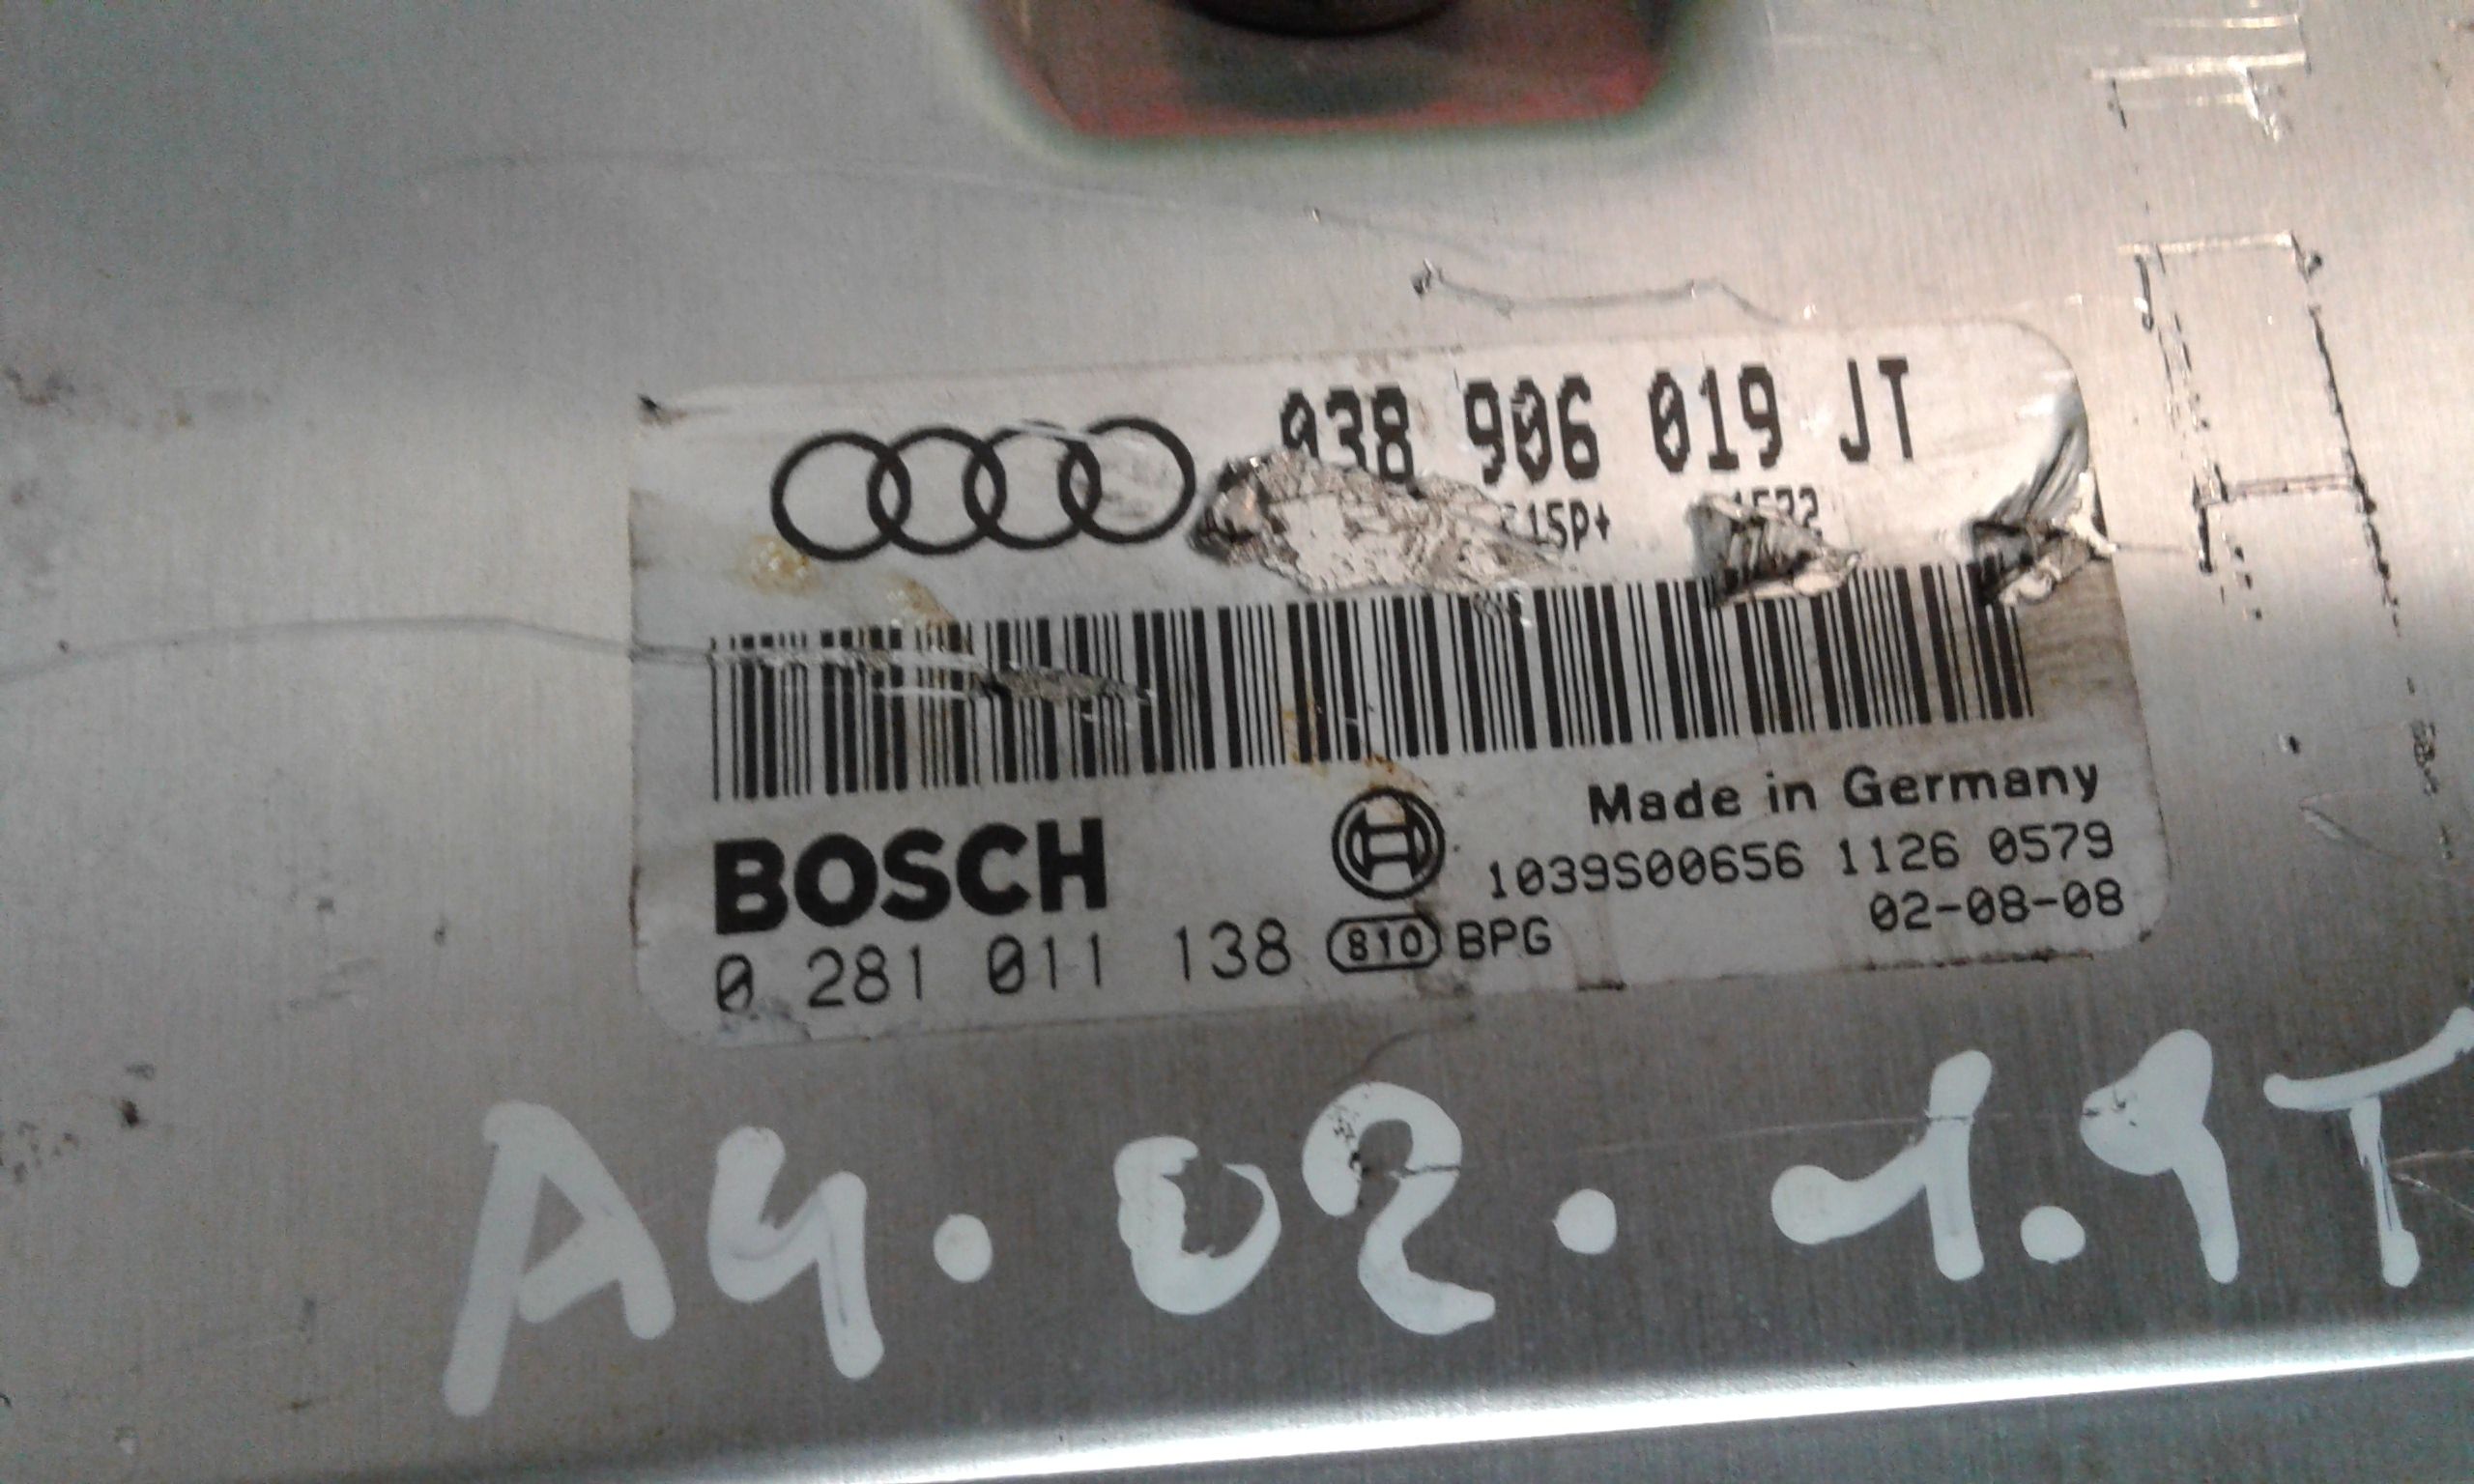 038 906 019 JT
15P+
Made in Germany
BOSCH
1039S00656 1126 0579
0 281 011 138 810 BPG 02-08-08
A4. 02. 1.9T